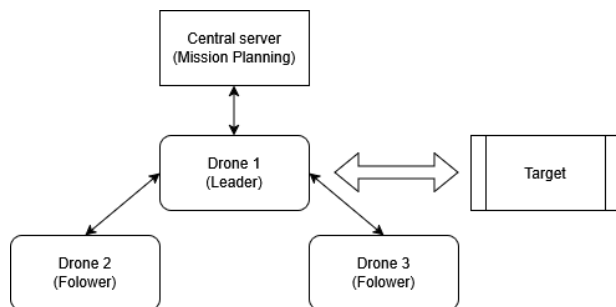 Central server
(Mission Planning)
Drone 1
(Leader)
Target
Drone 2
(Folower)
Drone 3
(Folower)